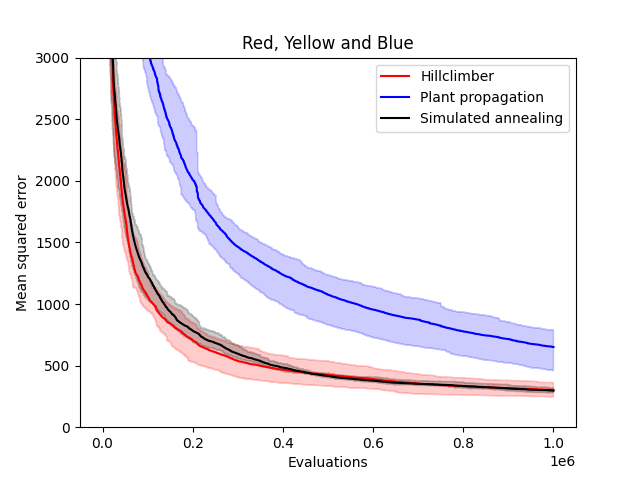 Red, Yellow and Blue
Hillclimber
Plant propagation
Simulated annealing
Mean squared error
3000
2500
2000
1500
1000
500
0
0.0 0.2 0.4 0.6 0.8 1.0
1e6
Evaluations